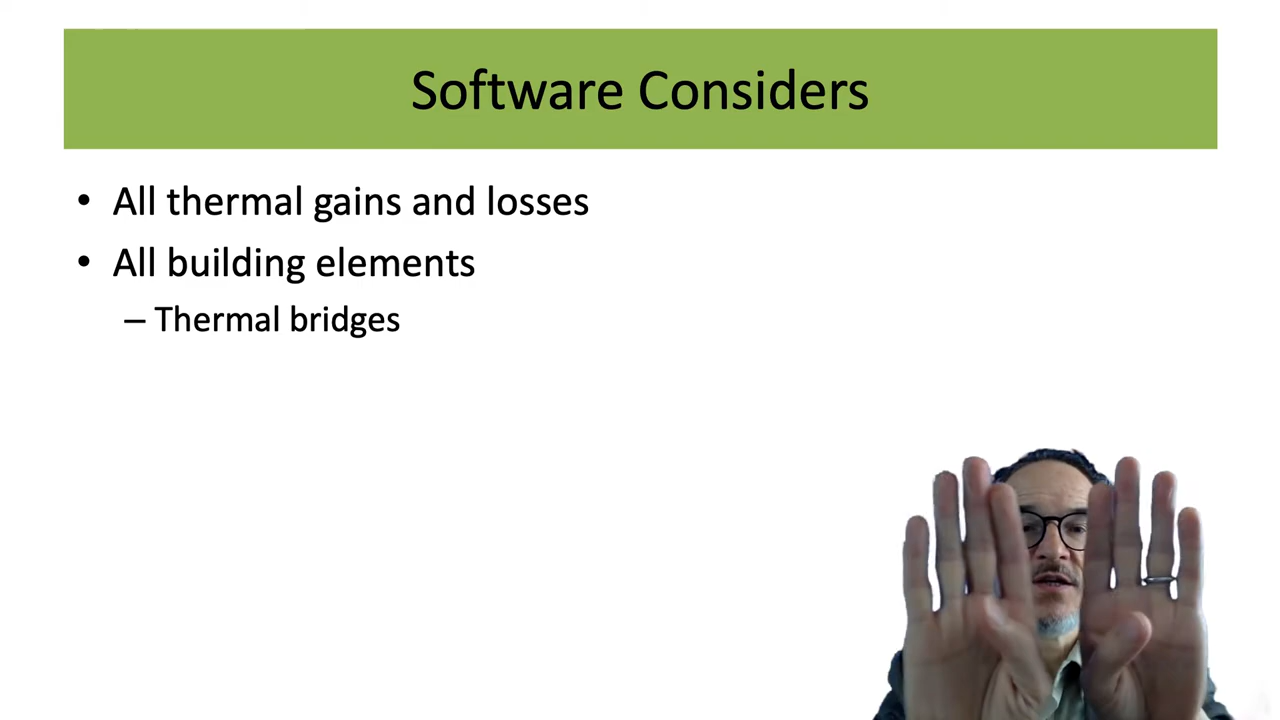 Software Considers
• All thermal gains and losses
• All building elements
– Thermal bridges